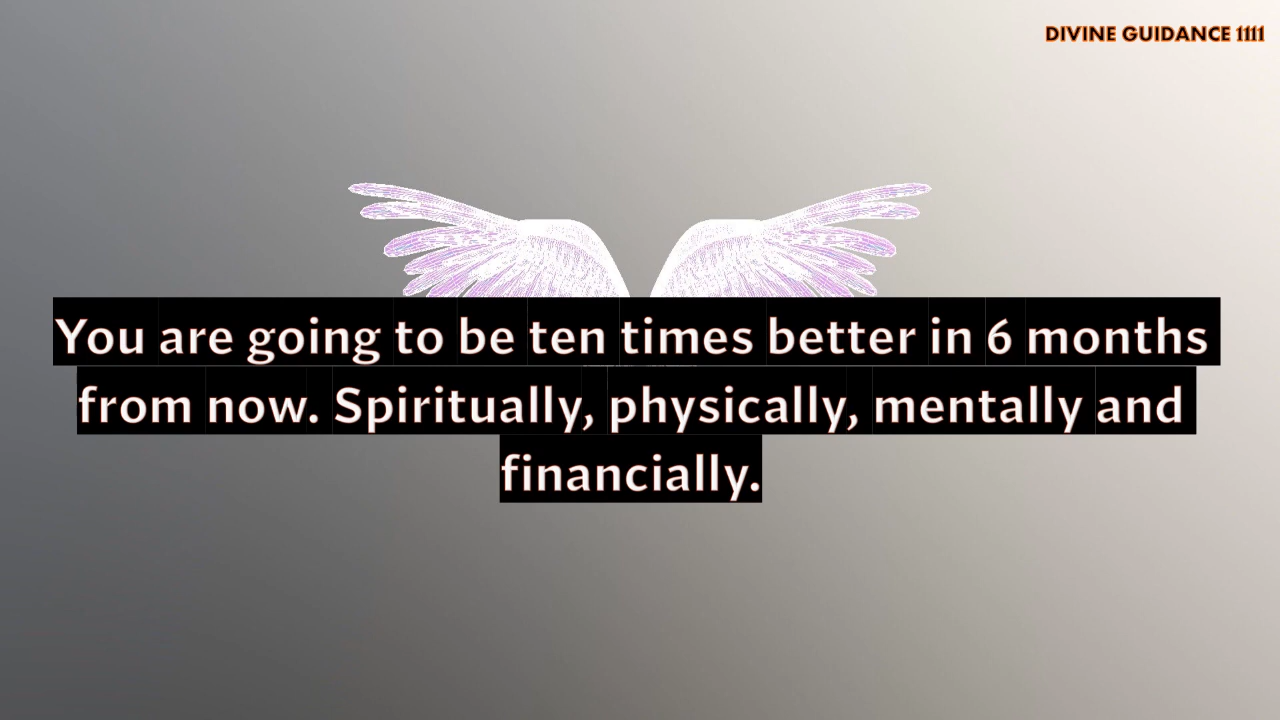 DIVINE GUIDANCE 1111
You are going to be ten times better in 6 months
from now. Spiritually, physically, mentally and
financially.